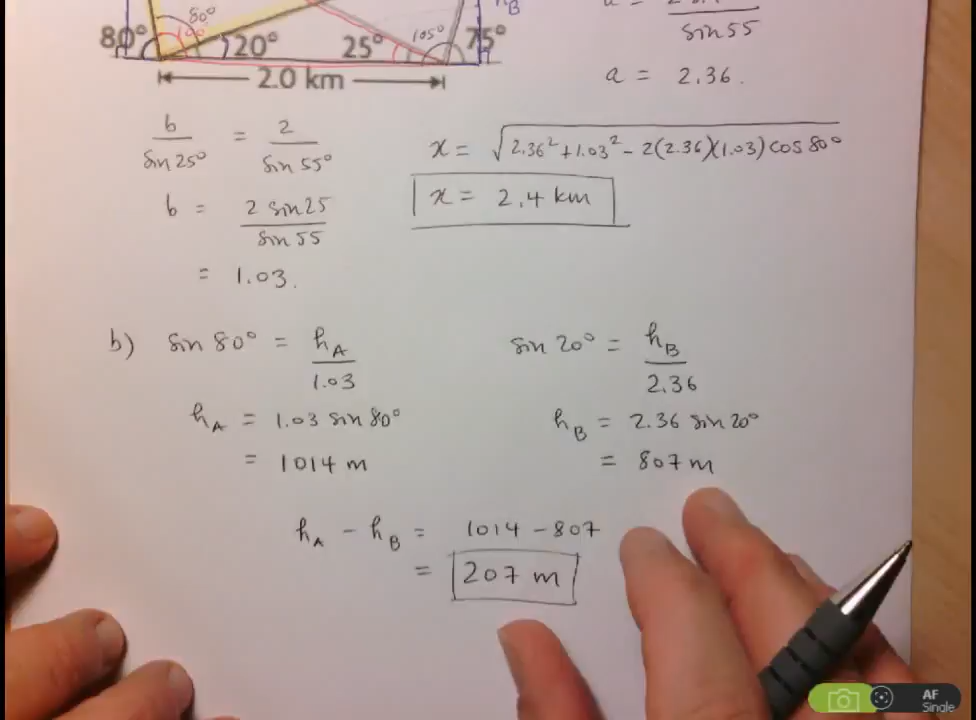 80°
80° 20° 25° 105° 75°
2.0 km
h_B
sin 55
a = 2.36.
b/sin 25° = 2/sin 55°
b = 2 sin25/sin 55
= 1.03.
x = √2.36² + 1.03² - 2(2.36)(1.03) cos 80°
x = 2.4 km
b) sin 80° = h_A/1.03
h_A = 1.03 sin 80°
= 1014 m
sin 20° = h_B/2.36
h_B = 2.36 sin 20°
= 807 m
h_A - h_B = 1014 - 807
= 207 m
AF
Single